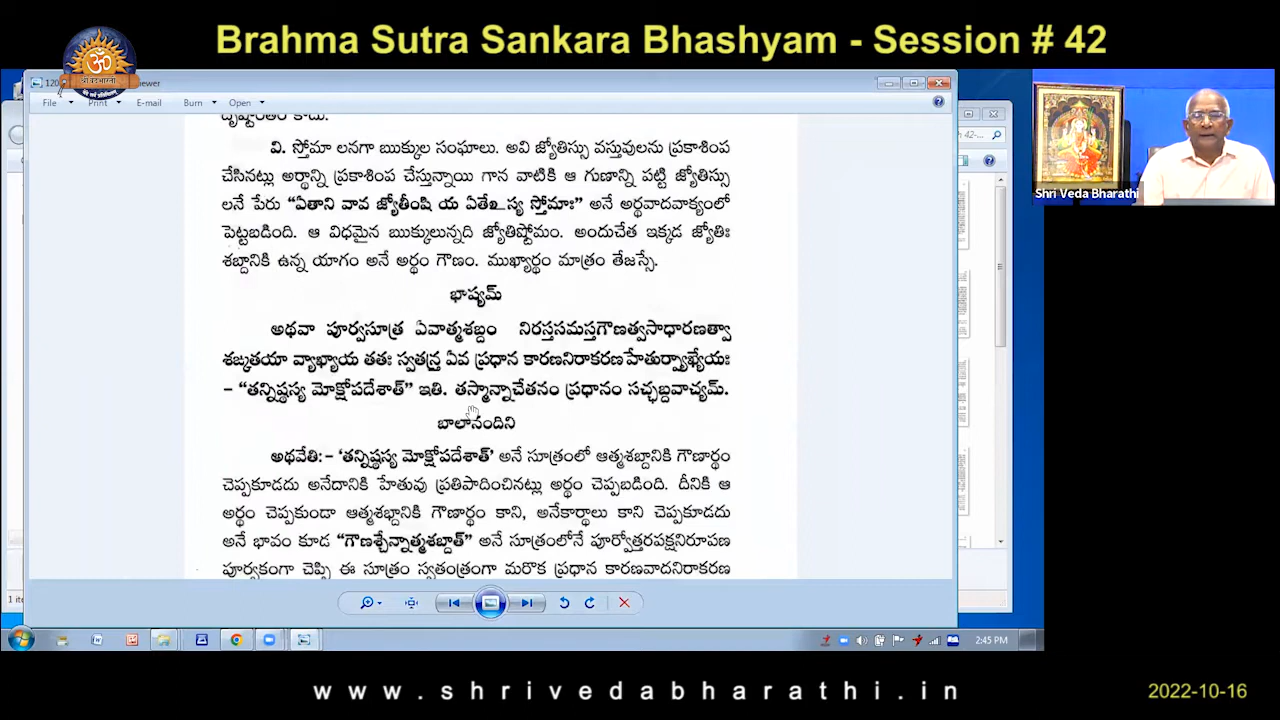 Brahma Sutra Sankara Bhashyam - Session # 42
ॐ
File Print E-mail Burn Open
దృష్టాంతం కాదు.
వి. స్తోమా లనగా ఋక్కుల సంఘాలు. అవి జ్యోతిస్సు వస్తువులను ప్రకాశింప
చేసినట్లు అర్థాన్ని ప్రకాశింప చేస్తున్నాయి గాన వాటికి ఆ గుణాన్ని పట్టి జ్యోతిస్సు
లనే పేరు “ఏతాని వావ జ్యోతీంషి య ఏతేఽస్య స్తోమాః” అనే అర్థవాదవాక్యంలో
పెట్టబడింది. ఆ విధమైన ఋక్కులున్నది జ్యోతిష్టోమం. అందుచేత ఇక్కడ జ్యోతిః
శబ్దానికి ఉన్న యాగం అనే అర్థం గౌణం. ముఖ్యార్థం మాత్రం తేజస్సే.
భాష్యమ్
అథవా పూర్వసూత్ర ఏవాత్మశబ్దం నిరస్తసమస్తగౌణత్వసాధారణత్వా
శఙ్కతయా వ్యాఖ్యాయ తతః స్వతన్త్ర ఏవ ప్రధాన కారణనిరాకరణహేతుర్వ్యాఖ్యేయః
– “తన్నిష్ఠస్య మోక్షోపదేశాత్” ఇతి. తస్మాన్నాచేతనం ప్రధానం సచ్ఛబ్దవాచ్యమ్.
బాలానందిని
అథవేతి:– ‘తన్నిష్ఠస్య మోక్షోపదేశాత్’ అనే సూత్రంలో ఆత్మశబ్దానికి గౌణార్థం
చెప్పకూడదు అనేదానికి హేతువు ప్రతిపాదించినట్లు అర్థం చెప్పబడింది. దీనికి ఆ
అర్థం చెప్పకుండా ఆత్మశబ్దానికి గౌణార్థం కాని, అనేకార్థాలు కాని చెప్పకూడదు
అనే భావం కూడ “గౌణశ్చేన్నాత్మశబ్దాత్” అనే సూత్రంలోనే పూర్వోత్తరపక్షనిరూపణ
పూర్వకంగా చెప్పి ఈ సూత్రం స్వతంత్రంగా మరొక ప్రధాన కారణవాదనిరాకరణ
Shri Veda Bharathi
2:45 PM
www.shrivedabharathi.in
2022-10-16